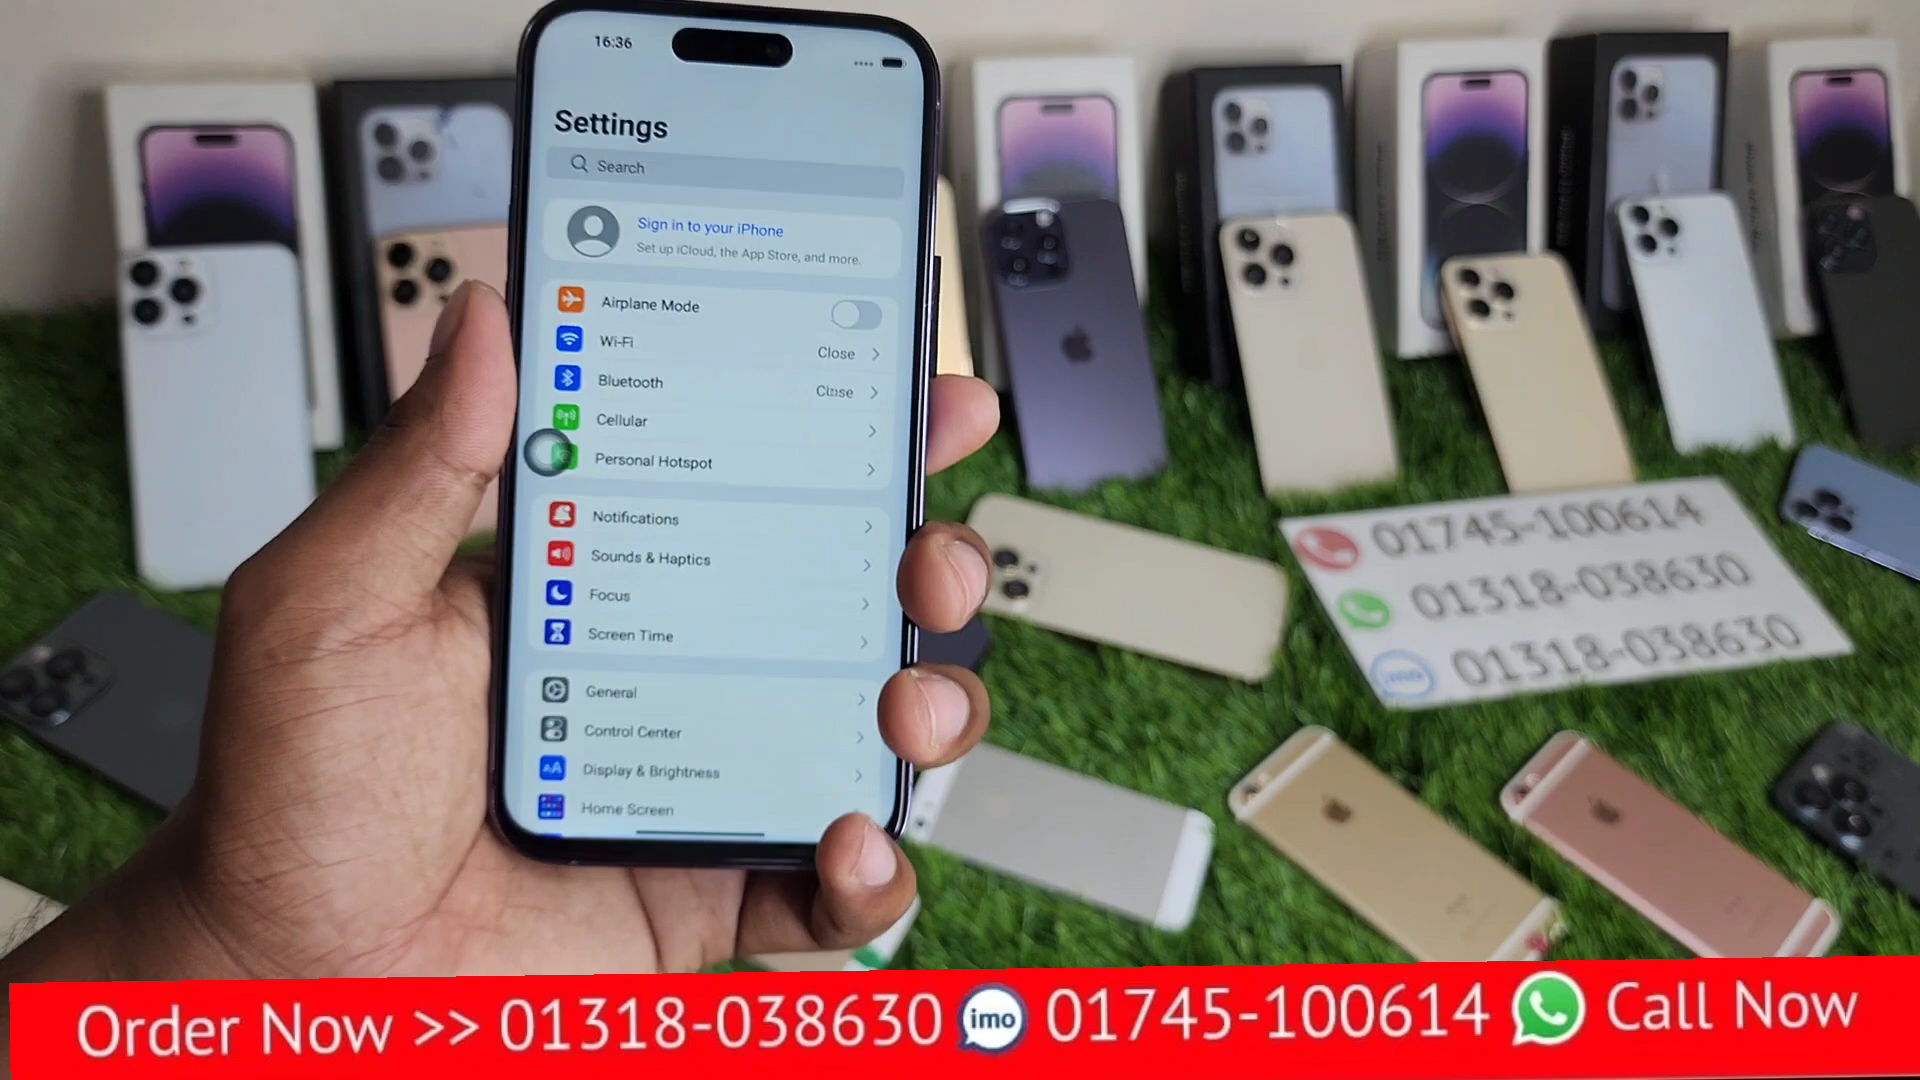 16:36
Settings
Search
Sign in to your iPhone
Set up iCloud, the App Store, and more.
Airplane Mode
Wi-Fi Close
Bluetooth Close
Cellular
Personal Hotspot
Notifications
Sounds & Haptics
Focus
Screen Time
General
Control Center
Display & Brightness
Home Screen
01745-100614
01318-038630
imo 01318-038630
Order Now >> 01318-038630 imo 01745-100614 Call Now